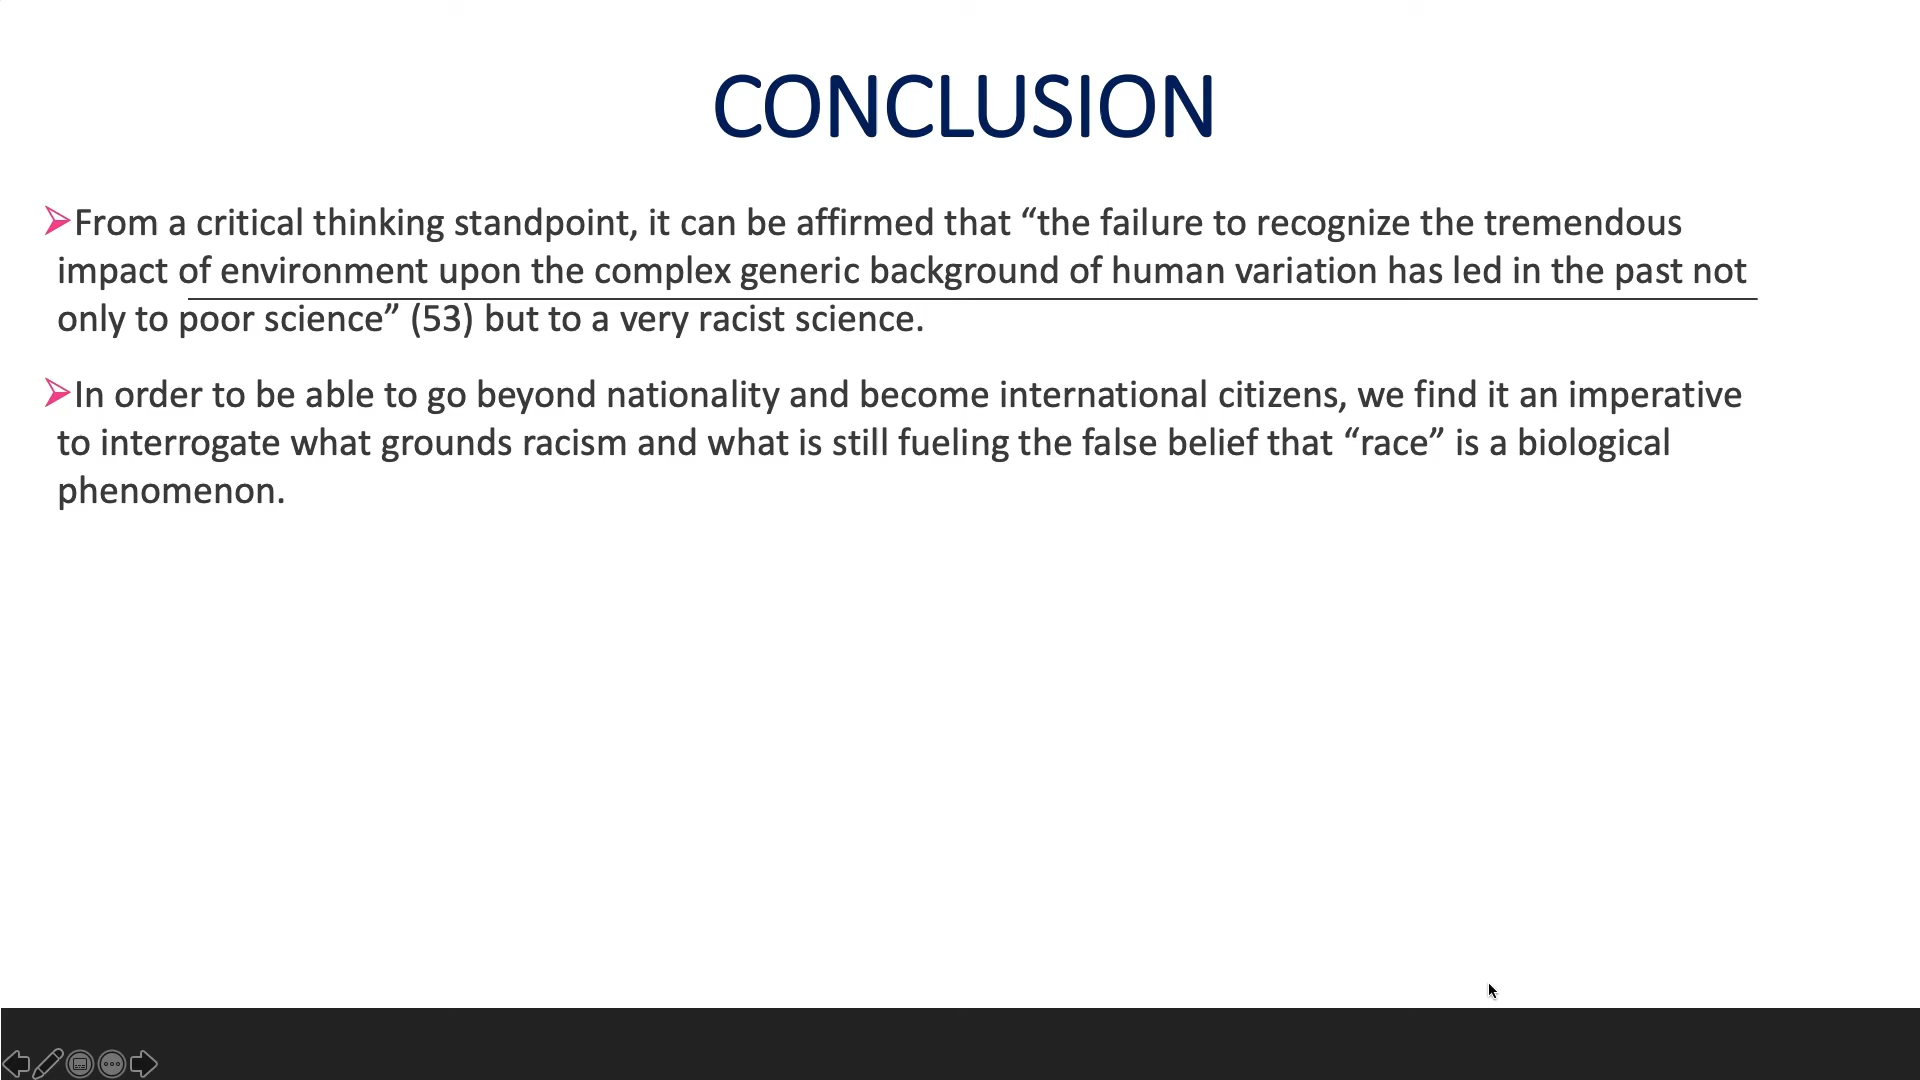 CONCLUSION
From a critical thinking standpoint, it can be affirmed that “the failure to recognize the tremendous
impact of environment upon the complex generic background of human variation has led in the past not
only to poor science” (53) but to a very racist science.
In order to be able to go beyond nationality and become international citizens, we find it an imperative
to interrogate what grounds racism and what is still fueling the false belief that “race” is a biological
phenomenon.